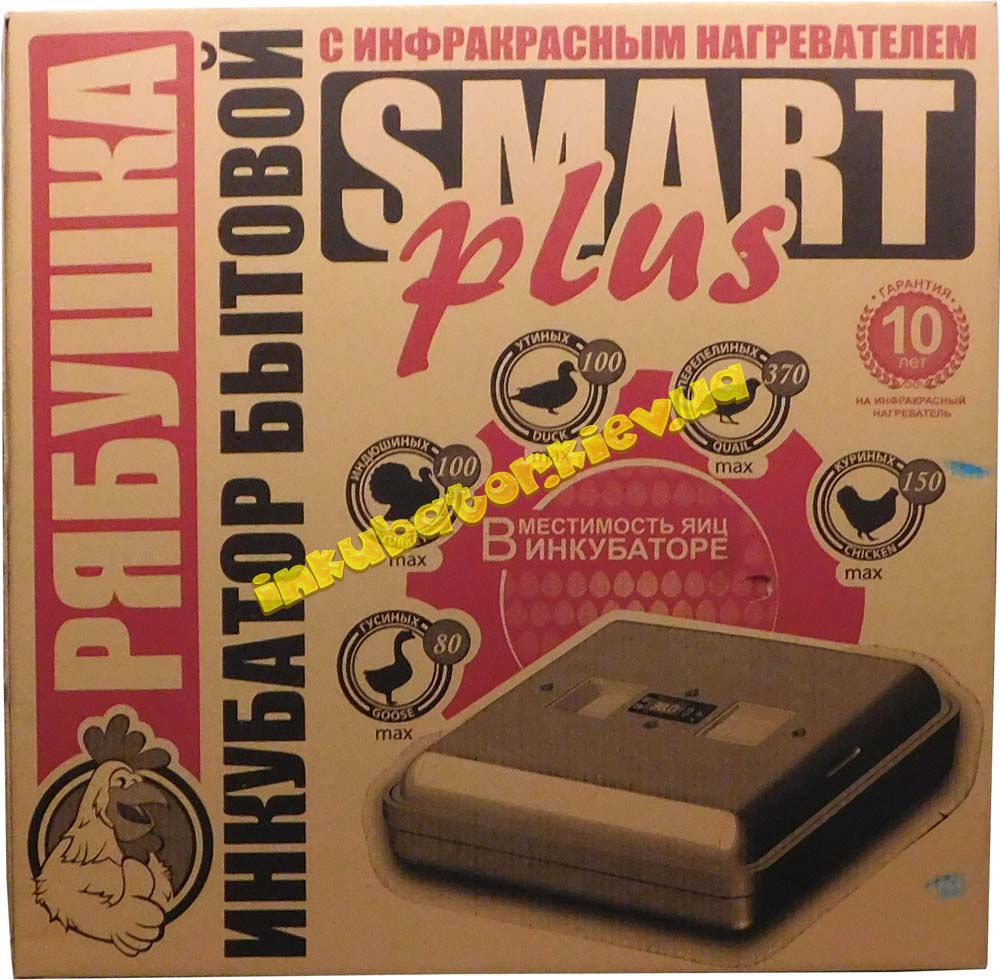 РЯБУШКА
ИНКУБАТОР БЫТОВОЙ
С ИНФРАКРАСНЫМ НАГРЕВАТЕЛЕМ
SMART
plus
ГАРАНТИЯ
10
лет
НА ИНФРАКРАСНЫЙ
НАГРЕВАТЕЛЬ
УТИНЫХ
100
DUCK
max
ПЕРЕПЕЛИНЫХ
370
QUAIL
max
ИНДЮШИНЫХ
100
max
КУРИНЫХ
150
CHICKEN
max
ВМЕСТИМОСТЬ ЯИЦ
В ИНКУБАТОРЕ
ГУСИНЫХ
80
GOOSE
max
inkubator.kiev.ua